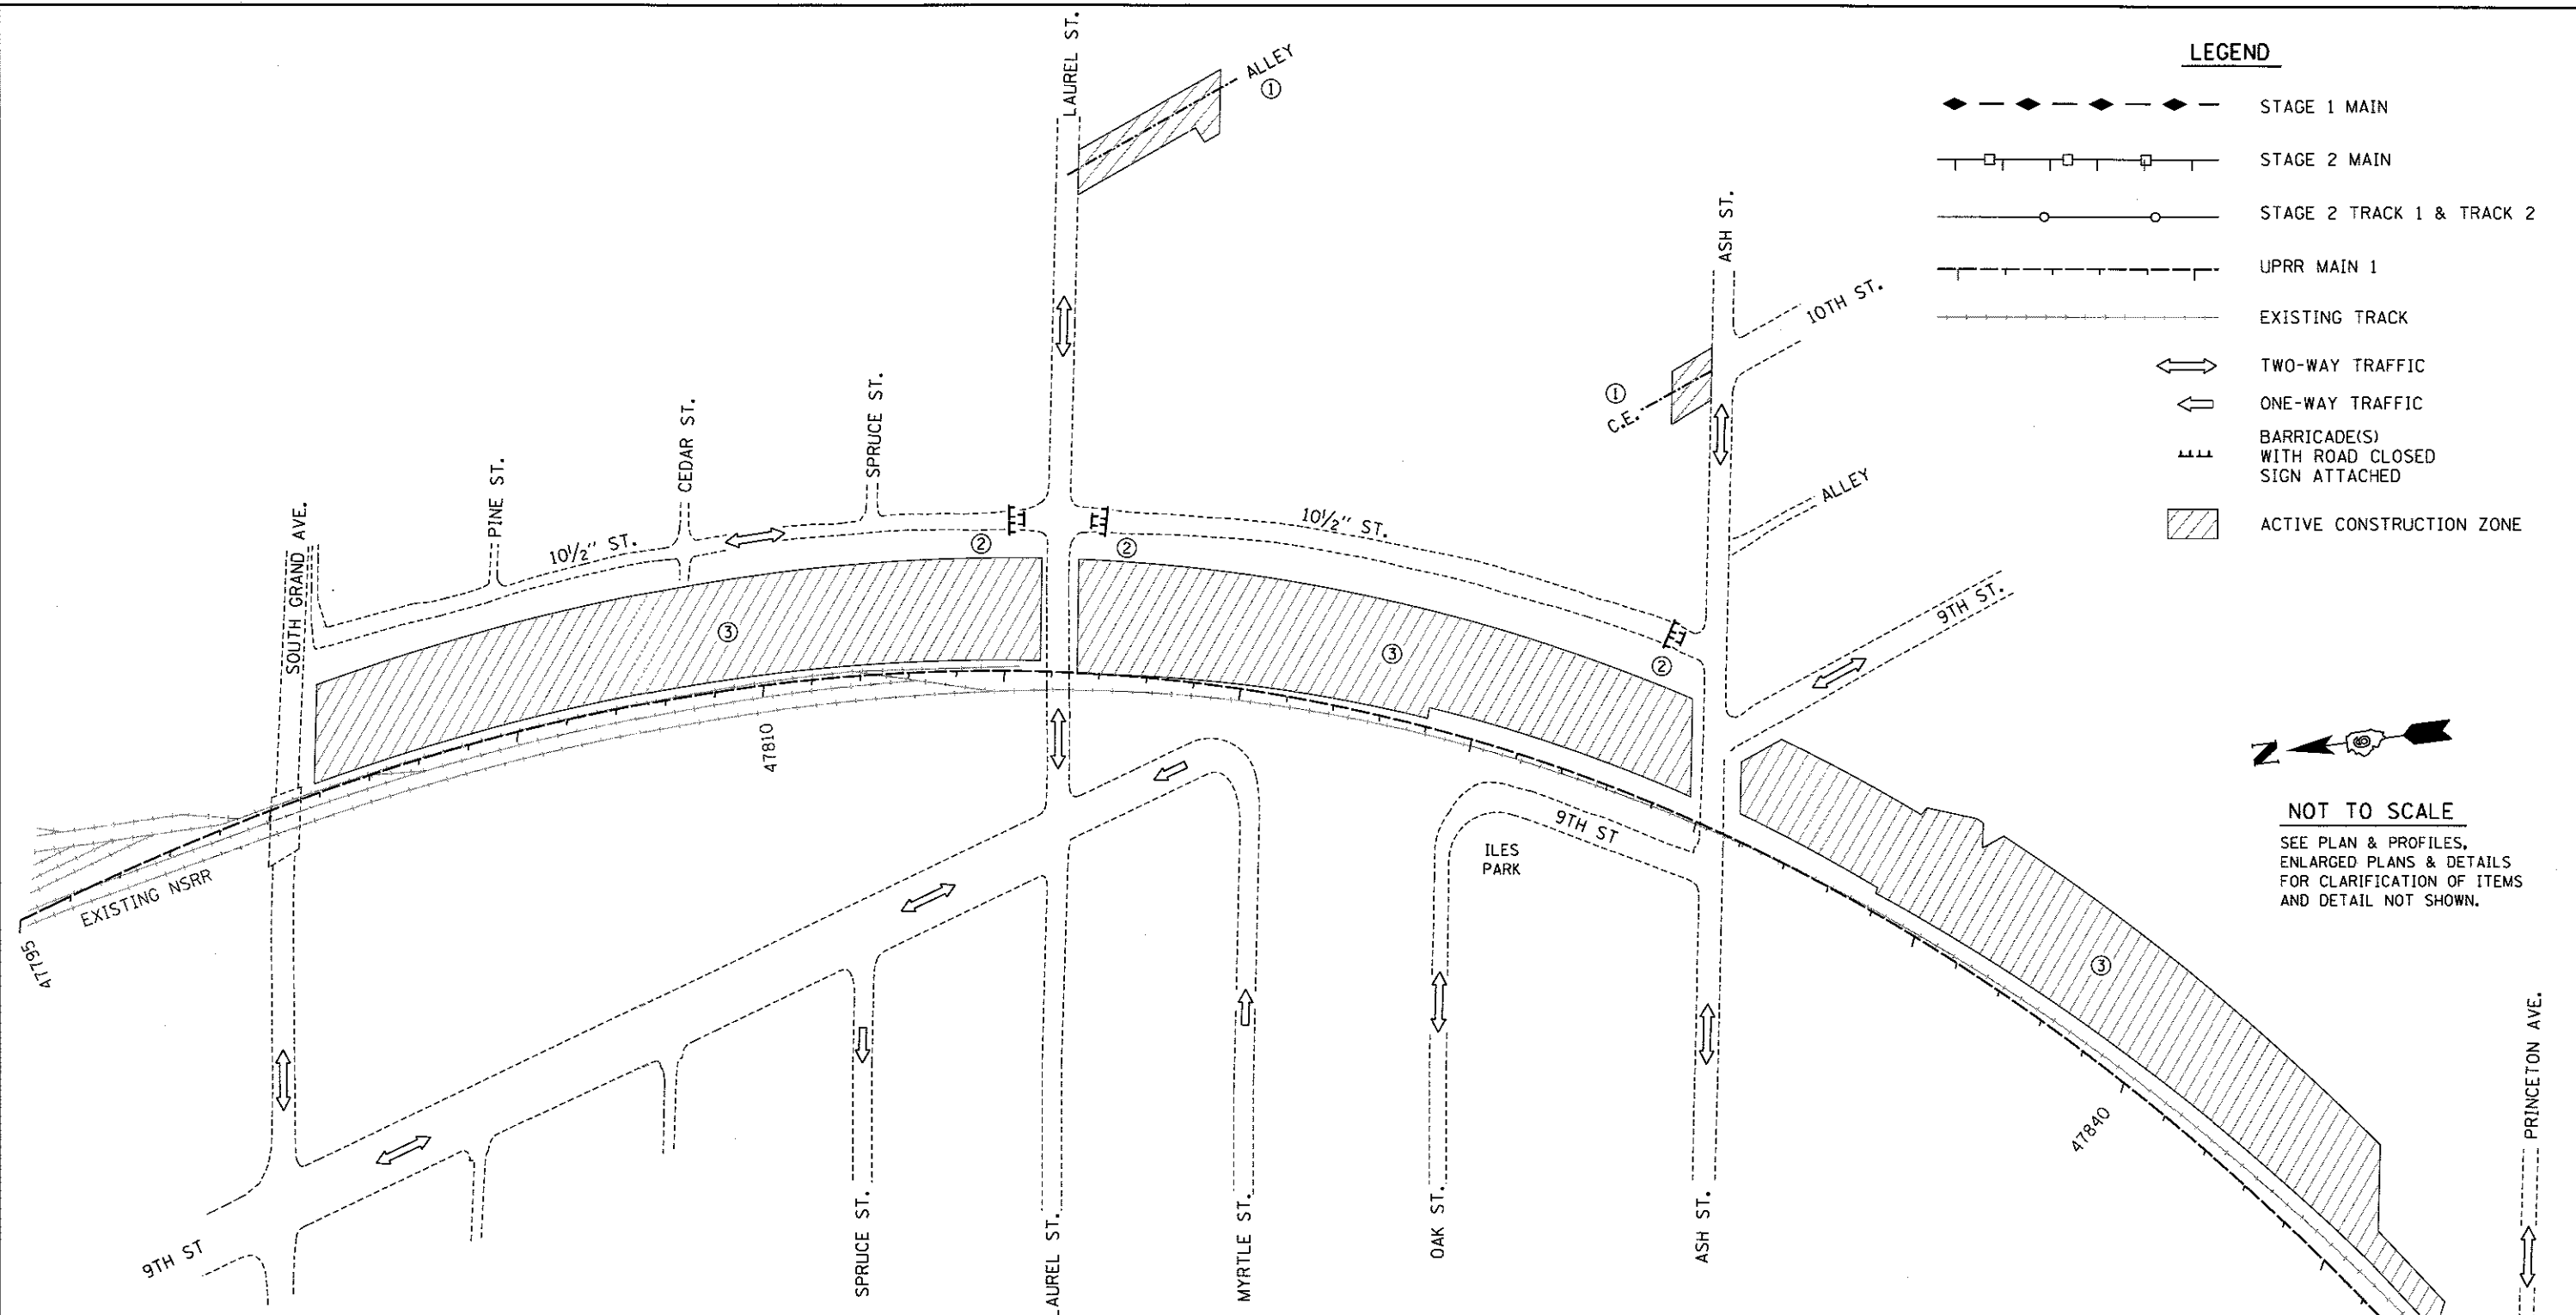 LEGEND
STAGE 1 MAIN
STAGE 2 MAIN
STAGE 2 TRACK 1 & TRACK 2
UPRR MAIN 1
EXISTING TRACK
TWO-WAY TRAFFIC
ONE-WAY TRAFFIC
BARRICADE(S)
WITH ROAD CLOSED
SIGN ATTACHED
ACTIVE CONSTRUCTION ZONE
LAUREL ST.
ALLEY
①
ASH ST.
10TH ST.
①
C.E.
ALLEY
SOUTH GRAND AVE.
PINE ST.
CEDAR ST.
SPRUCE ST.
10½" ST.
②
②
10½" ST.
③
③
②
9TH ST.
47810
N
NOT TO SCALE
SEE PLAN & PROFILES,
ENLARGED PLANS & DETAILS
FOR CLARIFICATION OF ITEMS
AND DETAIL NOT SHOWN.
9TH ST
ILES
PARK
EXISTING NSRR
47795
③
47840
PRINCETON AVE.
9TH ST
SPRUCE ST.
LAUREL ST.
MYRTLE ST.
OAK ST.
ASH ST.